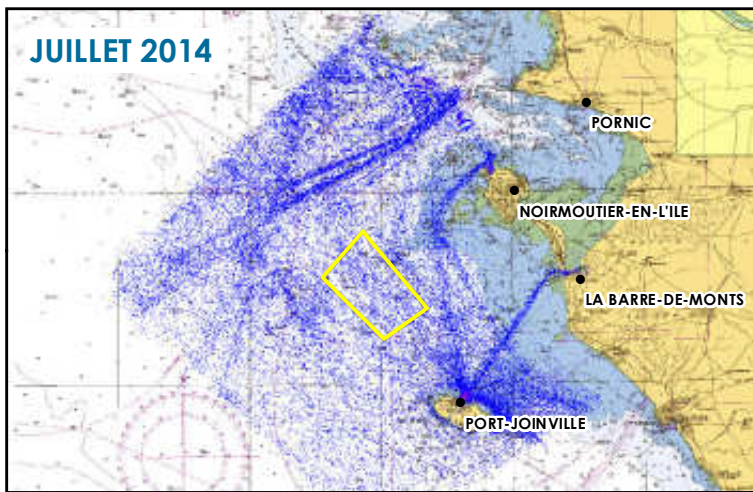 JUILLET 2014
PORNIC
NOIRMOUTIER-EN-L'ILE
LA BARRE-DE-MONTS
PORT-JOINVILLE